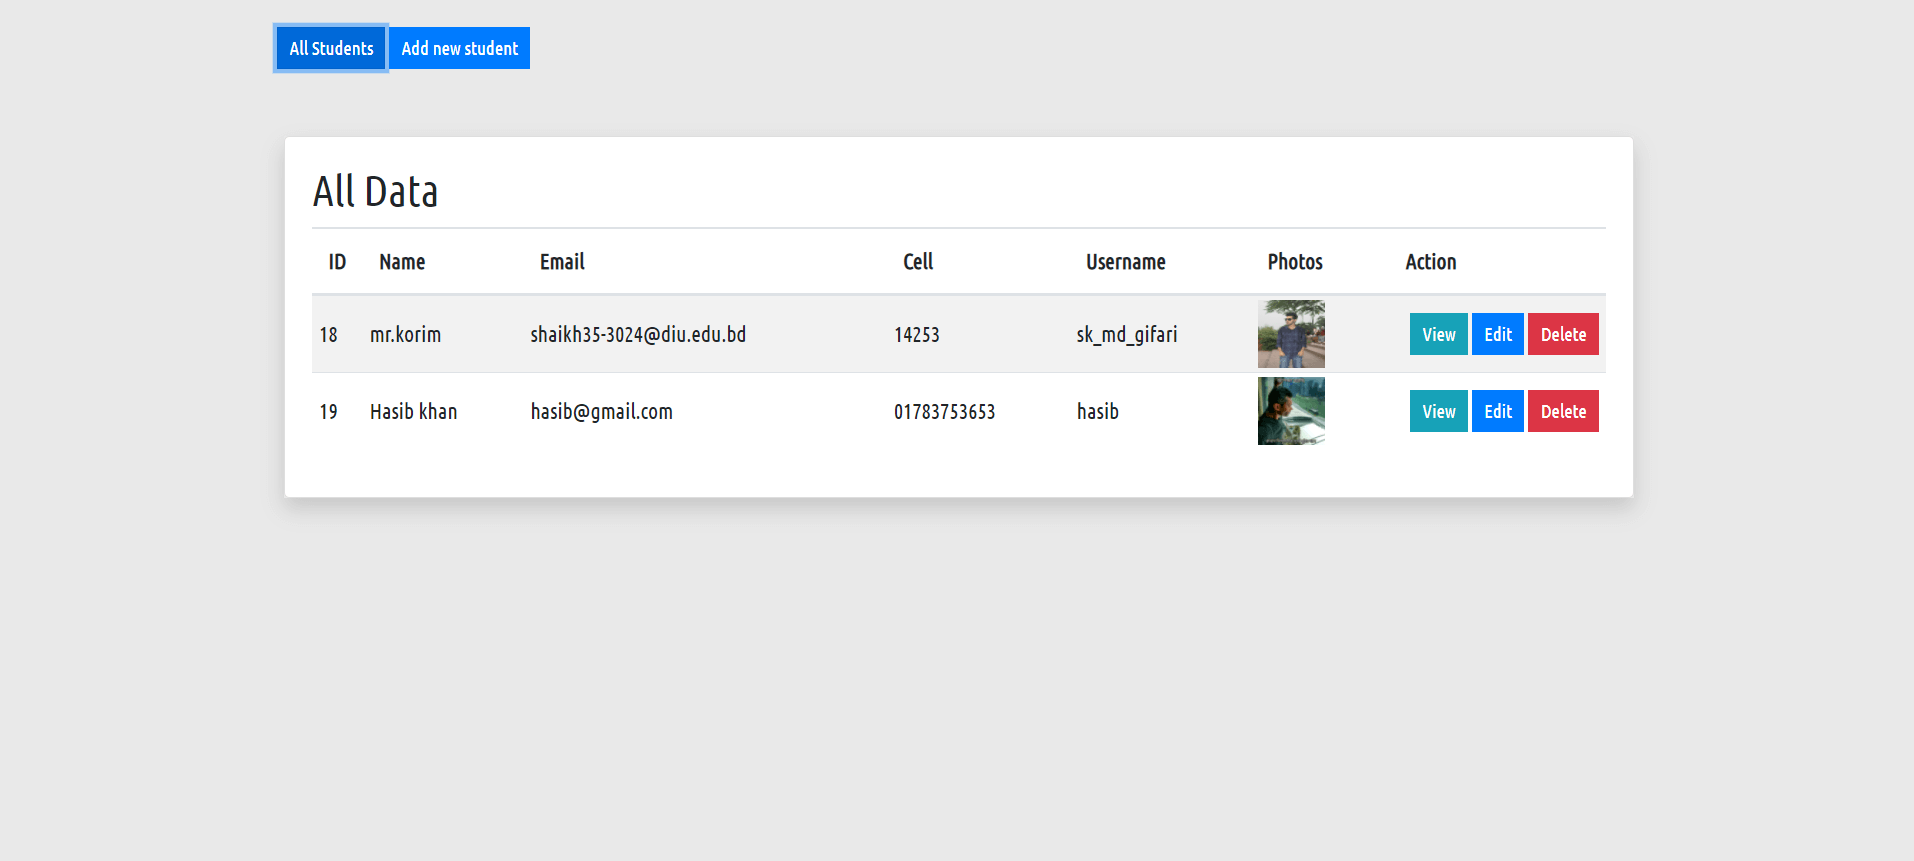 All Students Add new student
All Data
ID Name Email Cell Username Photos Action
18 mr.korim shaikh35-3024@diu.edu.bd 14253 sk_md_gifari View Edit Delete
19 Hasib khan hasib@gmail.com 01783753653 hasib View Edit Delete